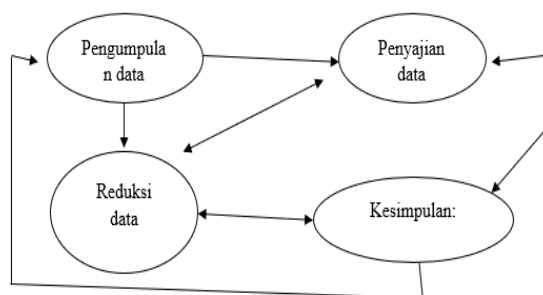 Pengumpula
n data
Penyajian
data
Reduksi
data
Kesimpulan: